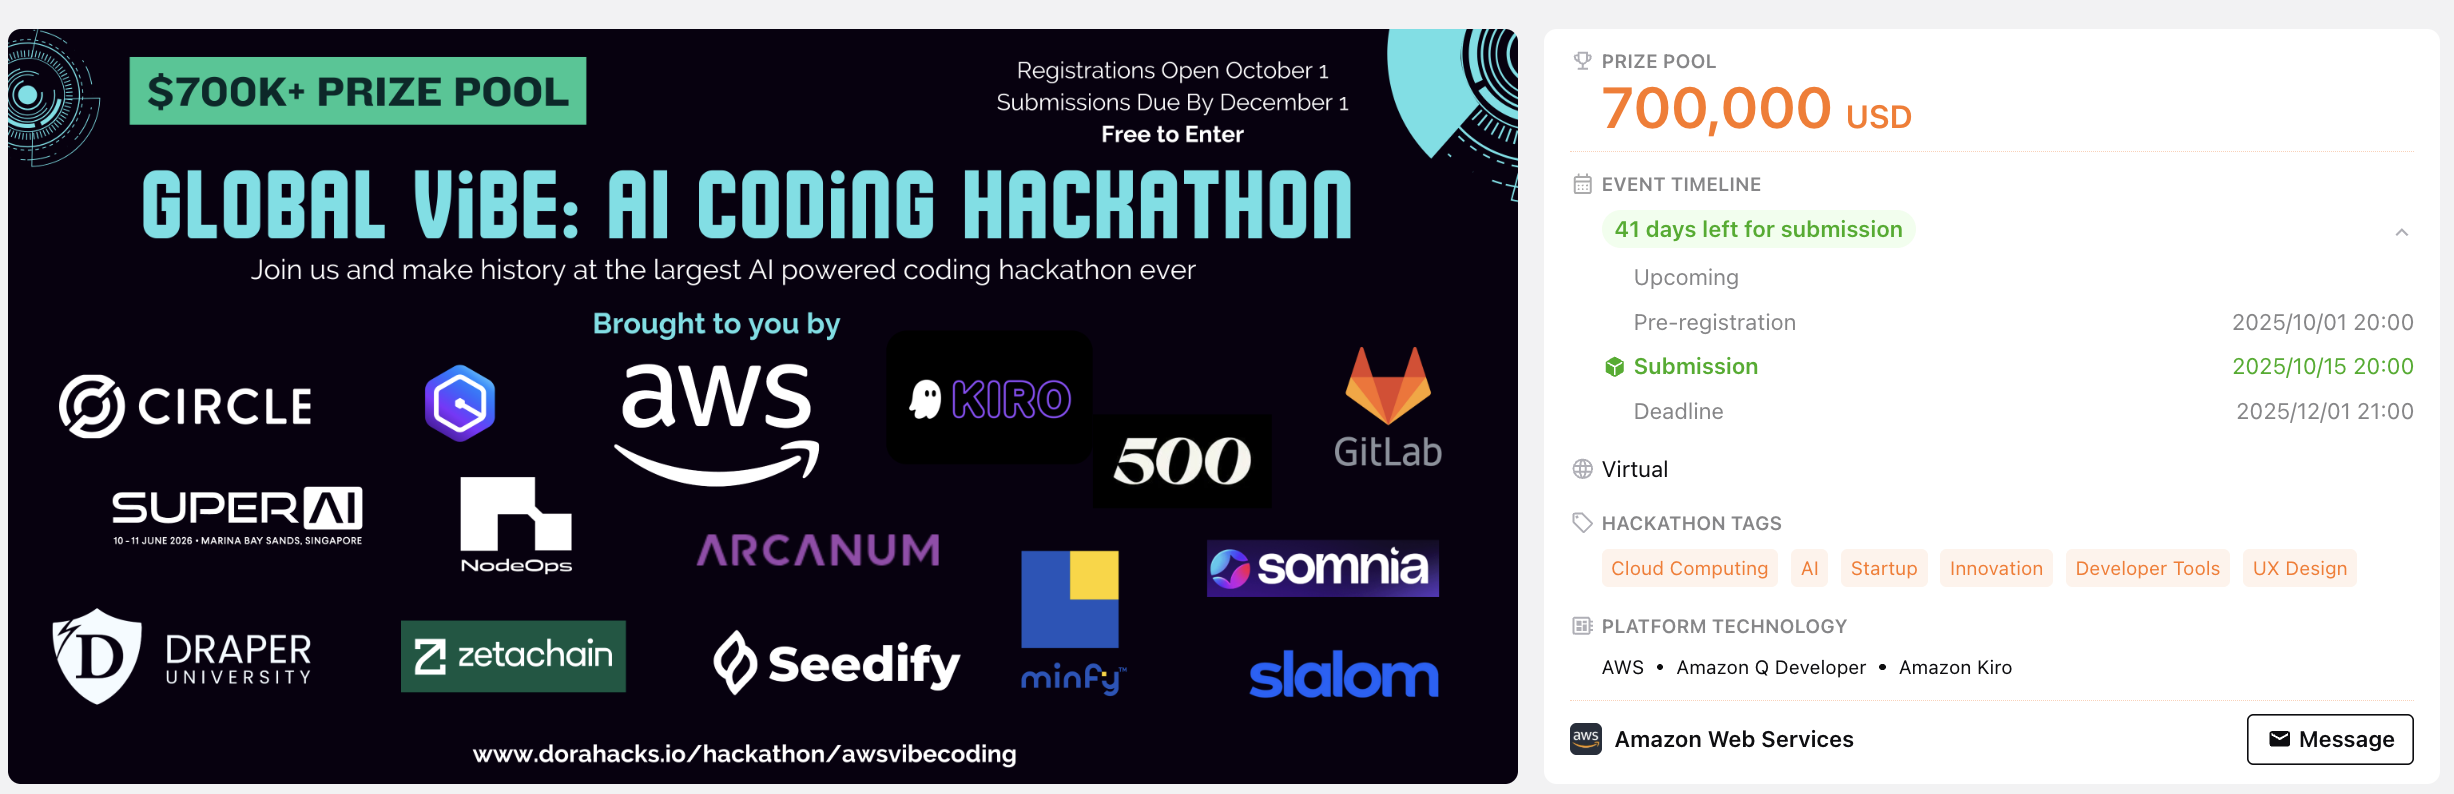 $700K+ PRIZE POOL
Registrations Open October 1
Submissions Due By December 1
Free to Enter
GLOBAL ViBE: AI CODiNG HACKATHON
Join us and make history at the largest AI powered coding hackathon ever
Brought to you by
CIRCLE
aws
KIRO
500
GitLab
SUPER AI
10 - 11 JUNE 2026 • MARINA BAY SANDS, SINGAPORE
NodeOps
ARCANUM
somnia
DRAPER
UNIVERSITY
D
zetachain
Seedify
minfy™
slalom
www.dorahacks.io/hackathon/awsvibecoding
PRIZE POOL
700,000 USD
EVENT TIMELINE
41 days left for submission
Upcoming
Pre-registration 2025/10/01 20:00
Submission 2025/10/15 20:00
Deadline 2025/12/01 21:00
Virtual
HACKATHON TAGS
Cloud Computing AI Startup Innovation Developer Tools UX Design
PLATFORM TECHNOLOGY
AWS • Amazon Q Developer • Amazon Kiro
aws Amazon Web Services Message